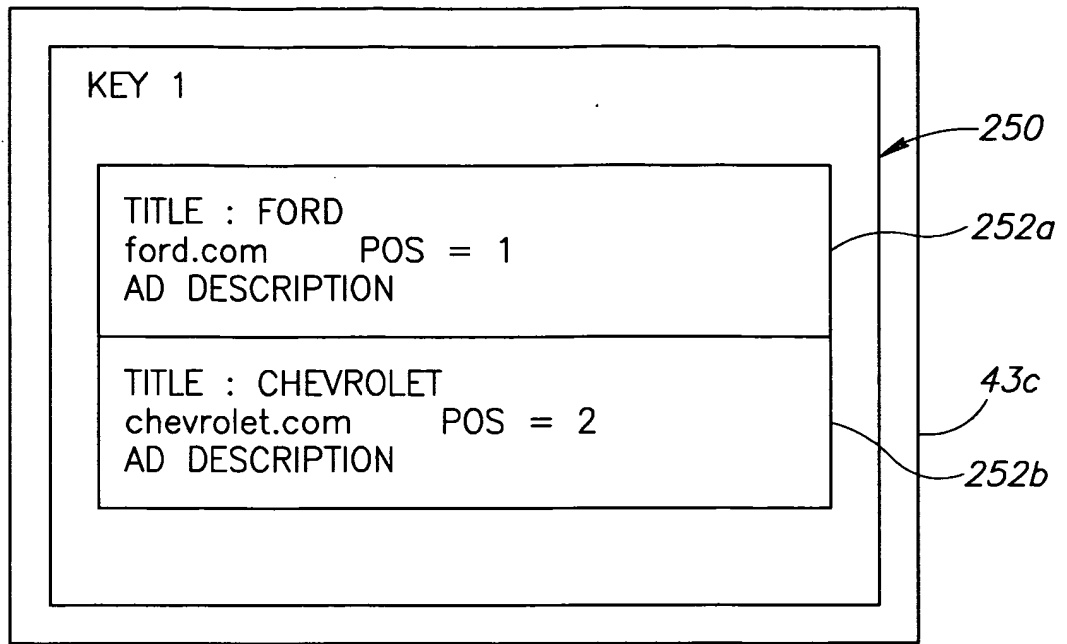 KEY 1
250
TITLE : FORD
ford.com POS = 1
AD DESCRIPTION
252a
TITLE : CHEVROLET
chevrolet.com POS = 2
AD DESCRIPTION
43c
252b